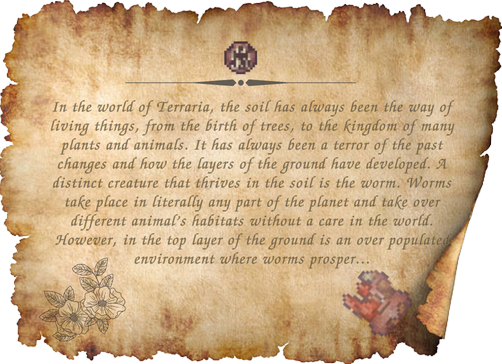 In the world of Terraria, the soil has always been the way of
living things, from the birth of trees, to the kingdom of many
plants and animals. It has always been a terror of the past
changes and how the layers of the ground have developed. A
distinct creature that thrives in the soil is the worm. Worms
take place in literally any part of the planet and take over
different animal's habitats without a care in the world.
However, in the top layer of the ground is an over populated
environment where worms prosper...